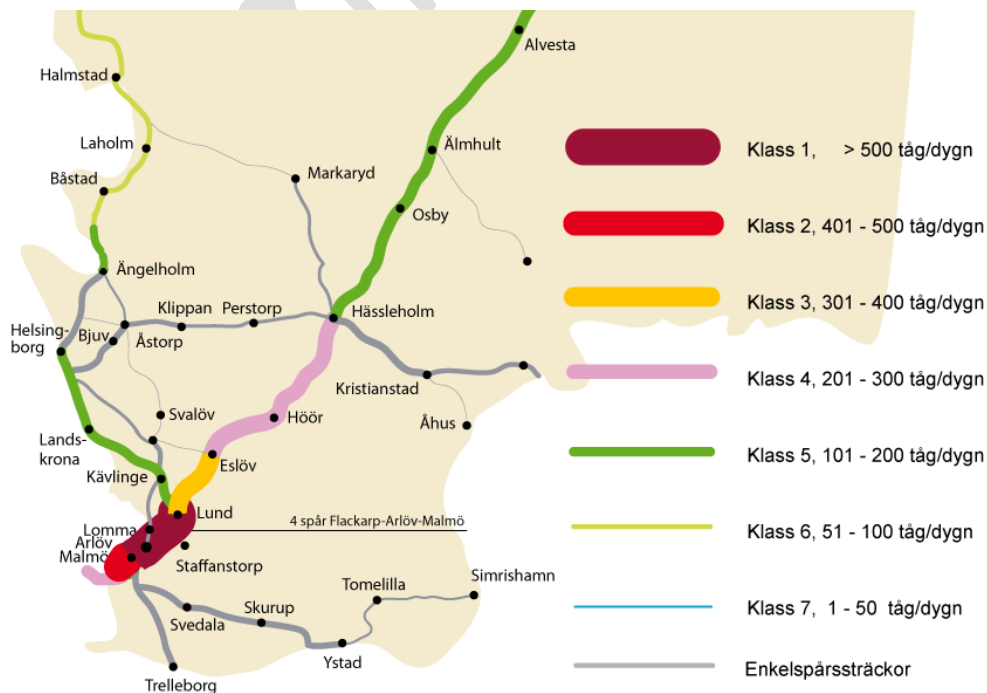 Alvesta
Halmstad
Laholm
Älmhult
Markaryd
Båstad
Osby
Ängelholm
Klippan
Perstorp
Hässleholm
Helsing-
borg
Bjuv
Åstorp
Kristianstad
Svalöv
Höör
Åhus
Lands-
krona
Eslöv
Kävlinge
Lund
Lomma
4 spår Flackarp-Arlöv-Malmö
Arlöv
Malmö
Staffanstorp
Simrishamn
Tomelilla
Skurup
Svedala
Ystad
Trelleborg
Klass 1, > 500 tåg/dygn
Klass 2, 401 - 500 tåg/dygn
Klass 3, 301 - 400 tåg/dygn
Klass 4, 201 - 300 tåg/dygn
Klass 5, 101 - 200 tåg/dygn
Klass 6, 51 - 100 tåg/dygn
Klass 7, 1 - 50 tåg/dygn
Enkelspårssträckor